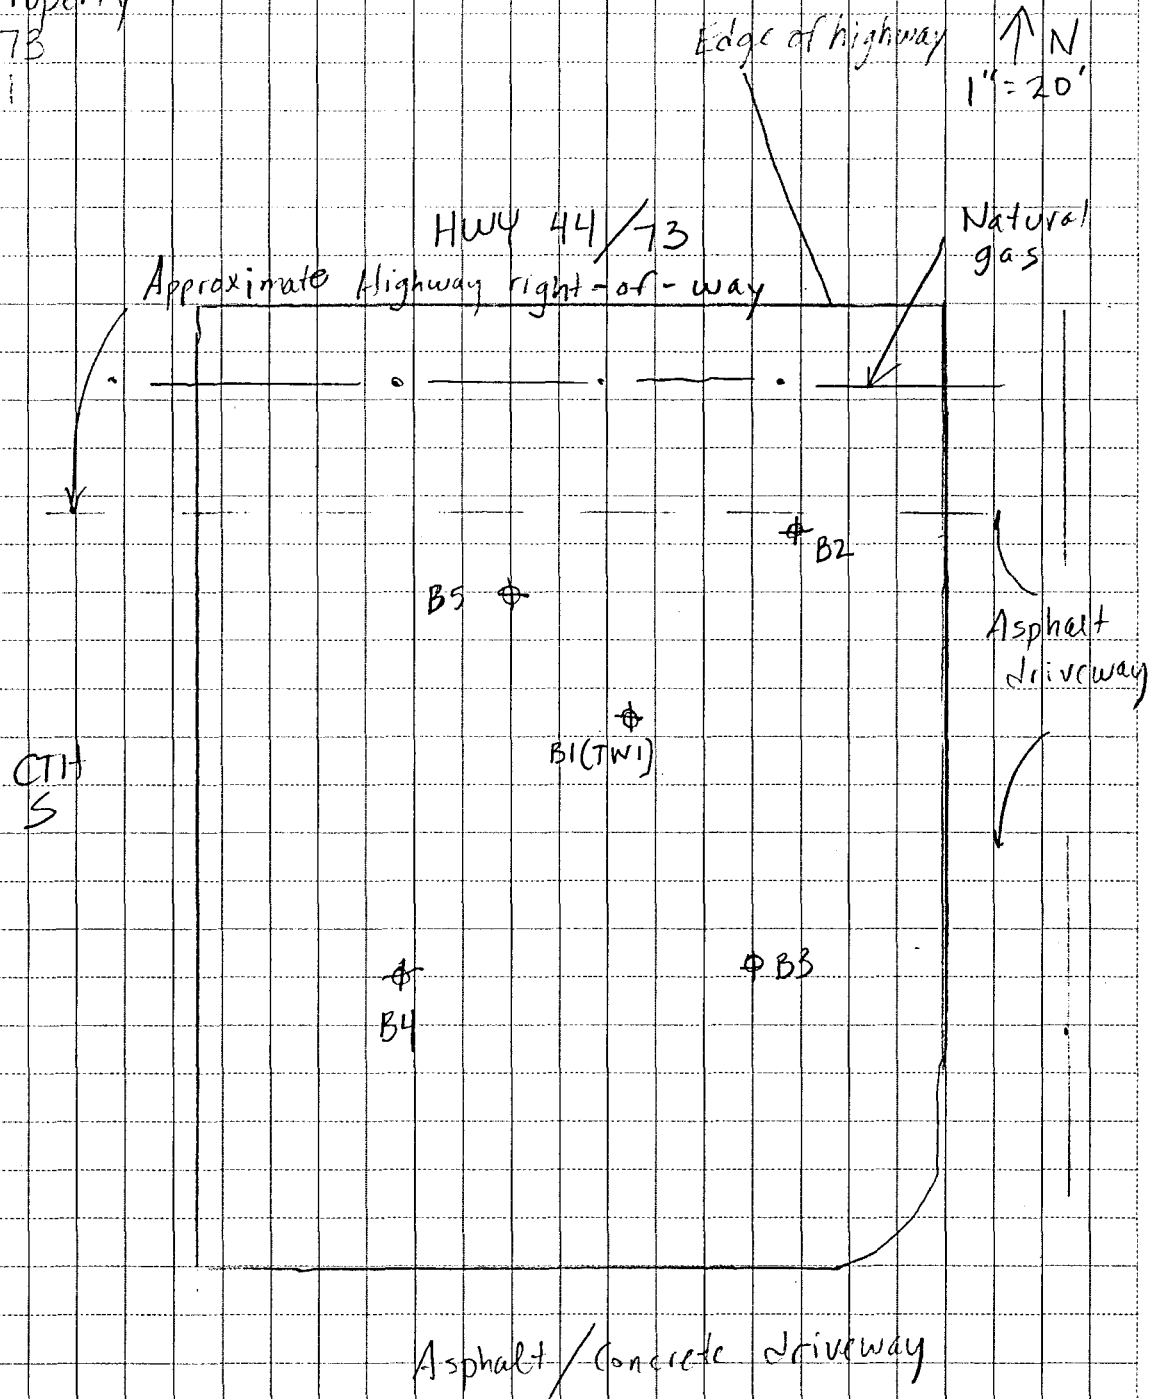 73
Edge of highway
N
1" = 20'
HWY 44/73
Natural
gas
Approximate Highway right-of-way
B2
B5
Asphalt
driveway
B1(TW1)
CTH
S
B3
B4
Asphalt/Concrete driveway